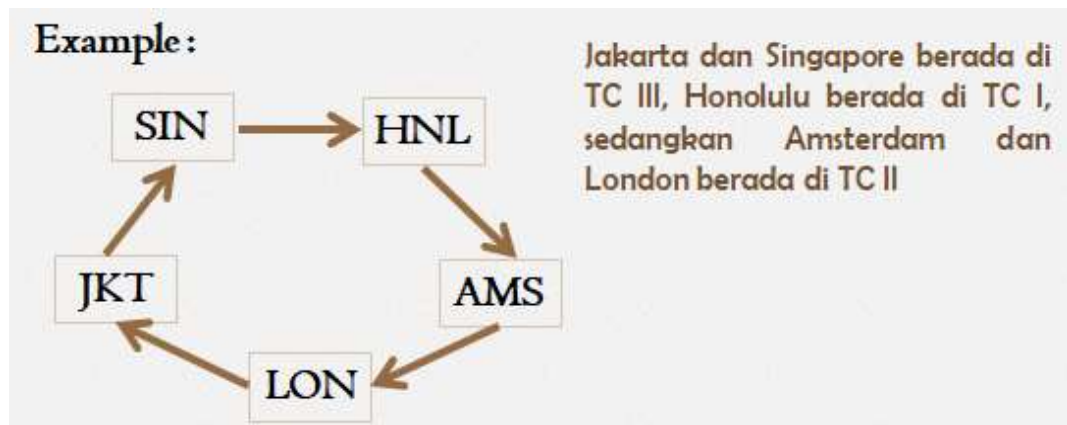 Example:
SIN
HNL
JKT
AMS
LON
Jakarta dan Singapore berada di
TC III, Honolulu berada di TC I,
sedangkan Amsterdam dan
London berada di TC II